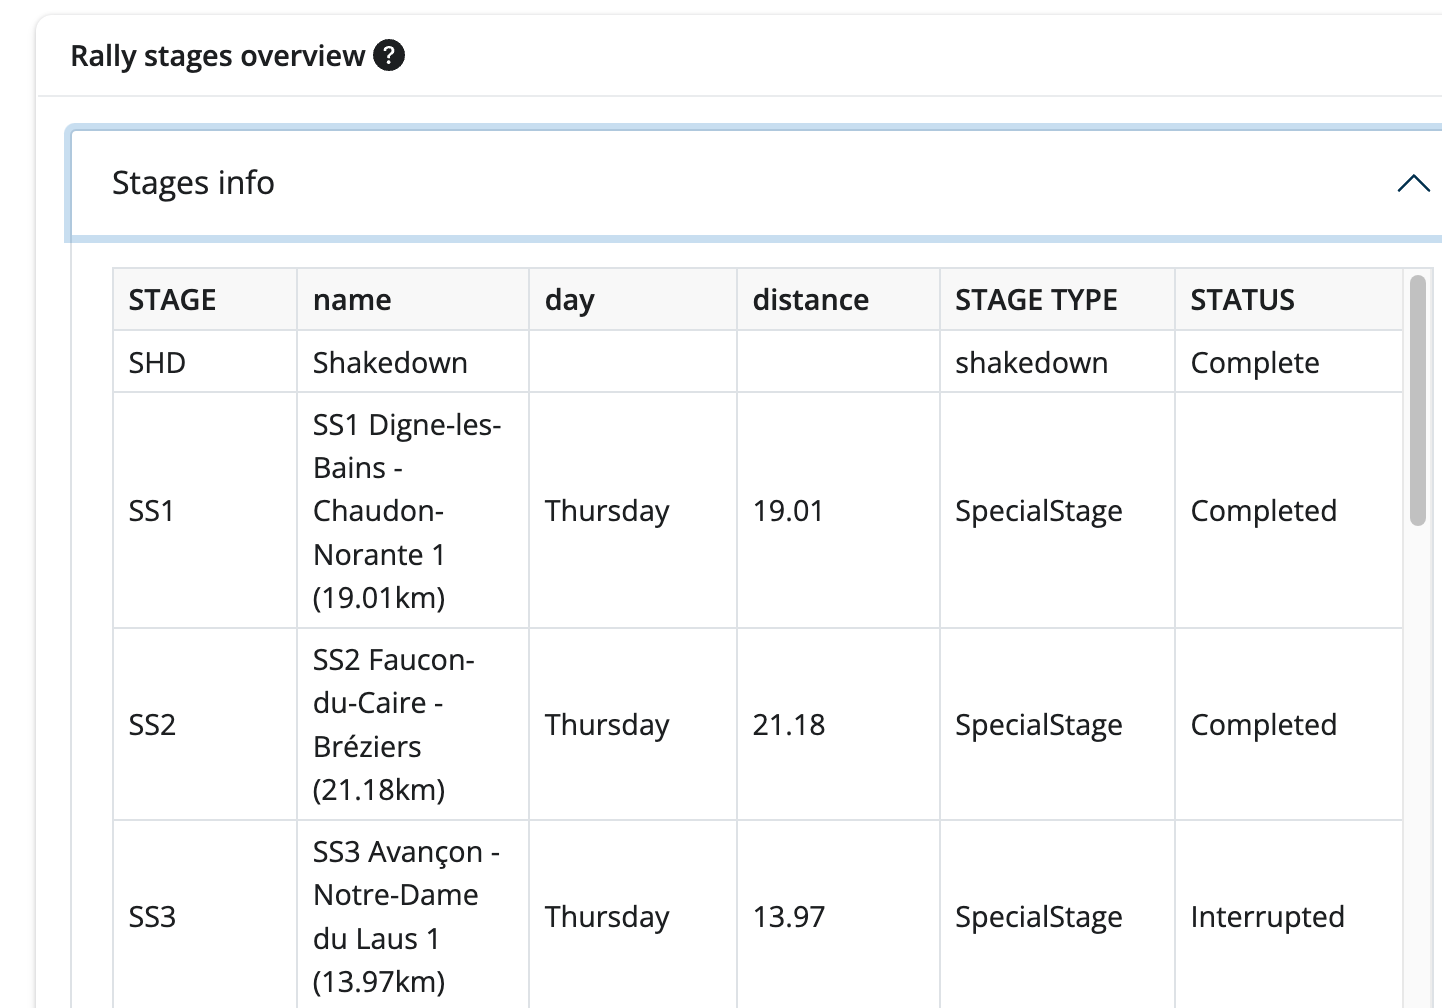 Rally stages overview ?
Stages info
STAGE name day distance STAGE TYPE STATUS
SHD Shakedown shakedown Complete
SS1 Digne-les-
Bains -
SS1 Chaudon- Thursday 19.01 SpecialStage Completed
Norante 1
(19.01km)
SS2 Faucon-
du-Caire -
SS2 Thursday 21.18 SpecialStage Completed
Bréziers
(21.18km)
SS3 Avançon -
Notre-Dame
SS3 Thursday 13.97 SpecialStage Interrupted
du Laus 1
(13.97km)